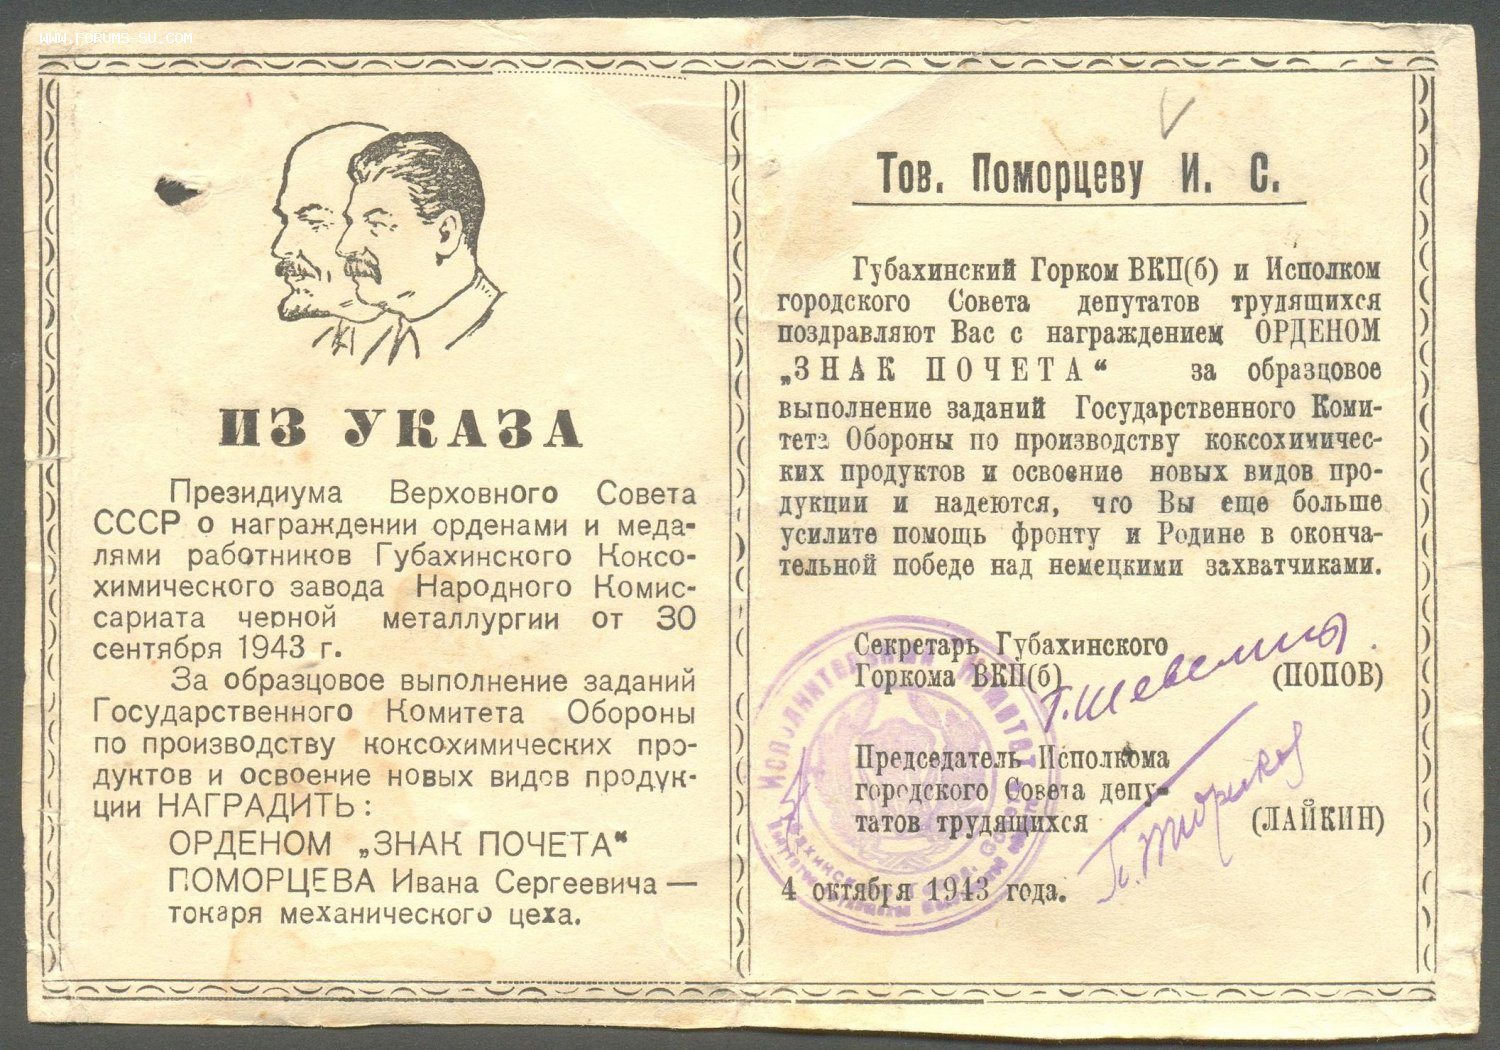 www.forums-su.com
ИЗ УКАЗА
Президиума Верховного Совета
СССР о награждении орденами и меда-
лями работников Губахинского Коксо-
химического завода Народного Комис-
сариата черной металлургии от 30
сентября 1943 г.
За образцовое выполнение заданий
Государственного Комитета Обороны
по производству коксохимических про-
дуктов и освоение новых видов продук-
ции НАГРАДИТЬ:
ОРДЕНОМ „ЗНАК ПОЧЕТА“
ПОМОРЦЕВА Ивана Сергеевича —
токаря механического цеха.
Тов. Поморцеву И. С.
Губахинский Горком ВКП(б) и Исполком
городского Совета депутатов трудящихся
поздравляют Вас с награждением ОРДЕНОМ
„ЗНАК ПОЧЕТА“ за образцовое
выполнение заданий Государственного Коми-
тета Обороны по производству коксохимичес-
ких продуктов и освоение новых видов про-
дукции и надеются, что Вы еще больше
усилите помощь фронту и Родине в оконча-
тельной победе над немецкими захватчиками.
Секретарь Губахинского
Горкома ВКП(б) (ПОПОВ)
Председатель Исполкома
городского Совета депу-
татов трудящихся (ЛАЙКИН)
4 октября 1943 года.
Исполнительный Комитет